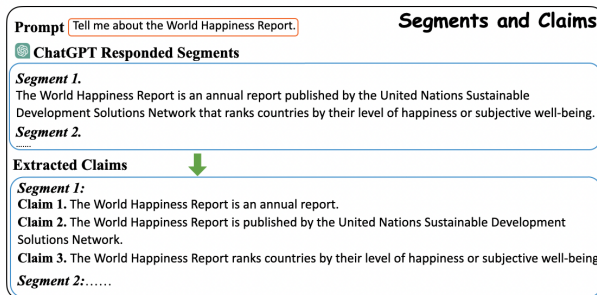 Segments and Claims
Prompt Tell me about the World Happiness Report.
ChatGPT Responded Segments
Segment 1.
The World Happiness Report is an annual report published by the United Nations Sustainable
Development Solutions Network that ranks countries by their level of happiness or subjective well-being.
Segment 2.
.......
Extracted Claims
Segment 1:
Claim 1. The World Happiness Report is an annual report.
Claim 2. The World Happiness Report is published by the United Nations Sustainable Development
Solutions Network.
Claim 3. The World Happiness Report ranks countries by their level of happiness or subjective well-being
Segment 2:......